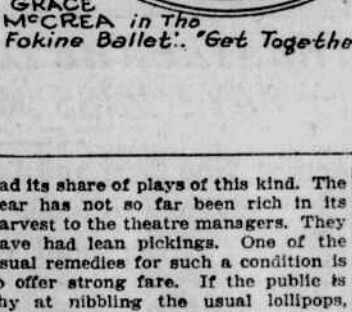 GRACE
McCREA in The
Fokine Ballet. "Get Togethe
ad its share of plays of this kind. The
ear has not so far been rich in its
arvest to the theatre managers. They
ave had lean pickings. One of the
sual remedies for such a condition is
o offer strong fare. If the public is
hy at nibbling the usual lollipops,